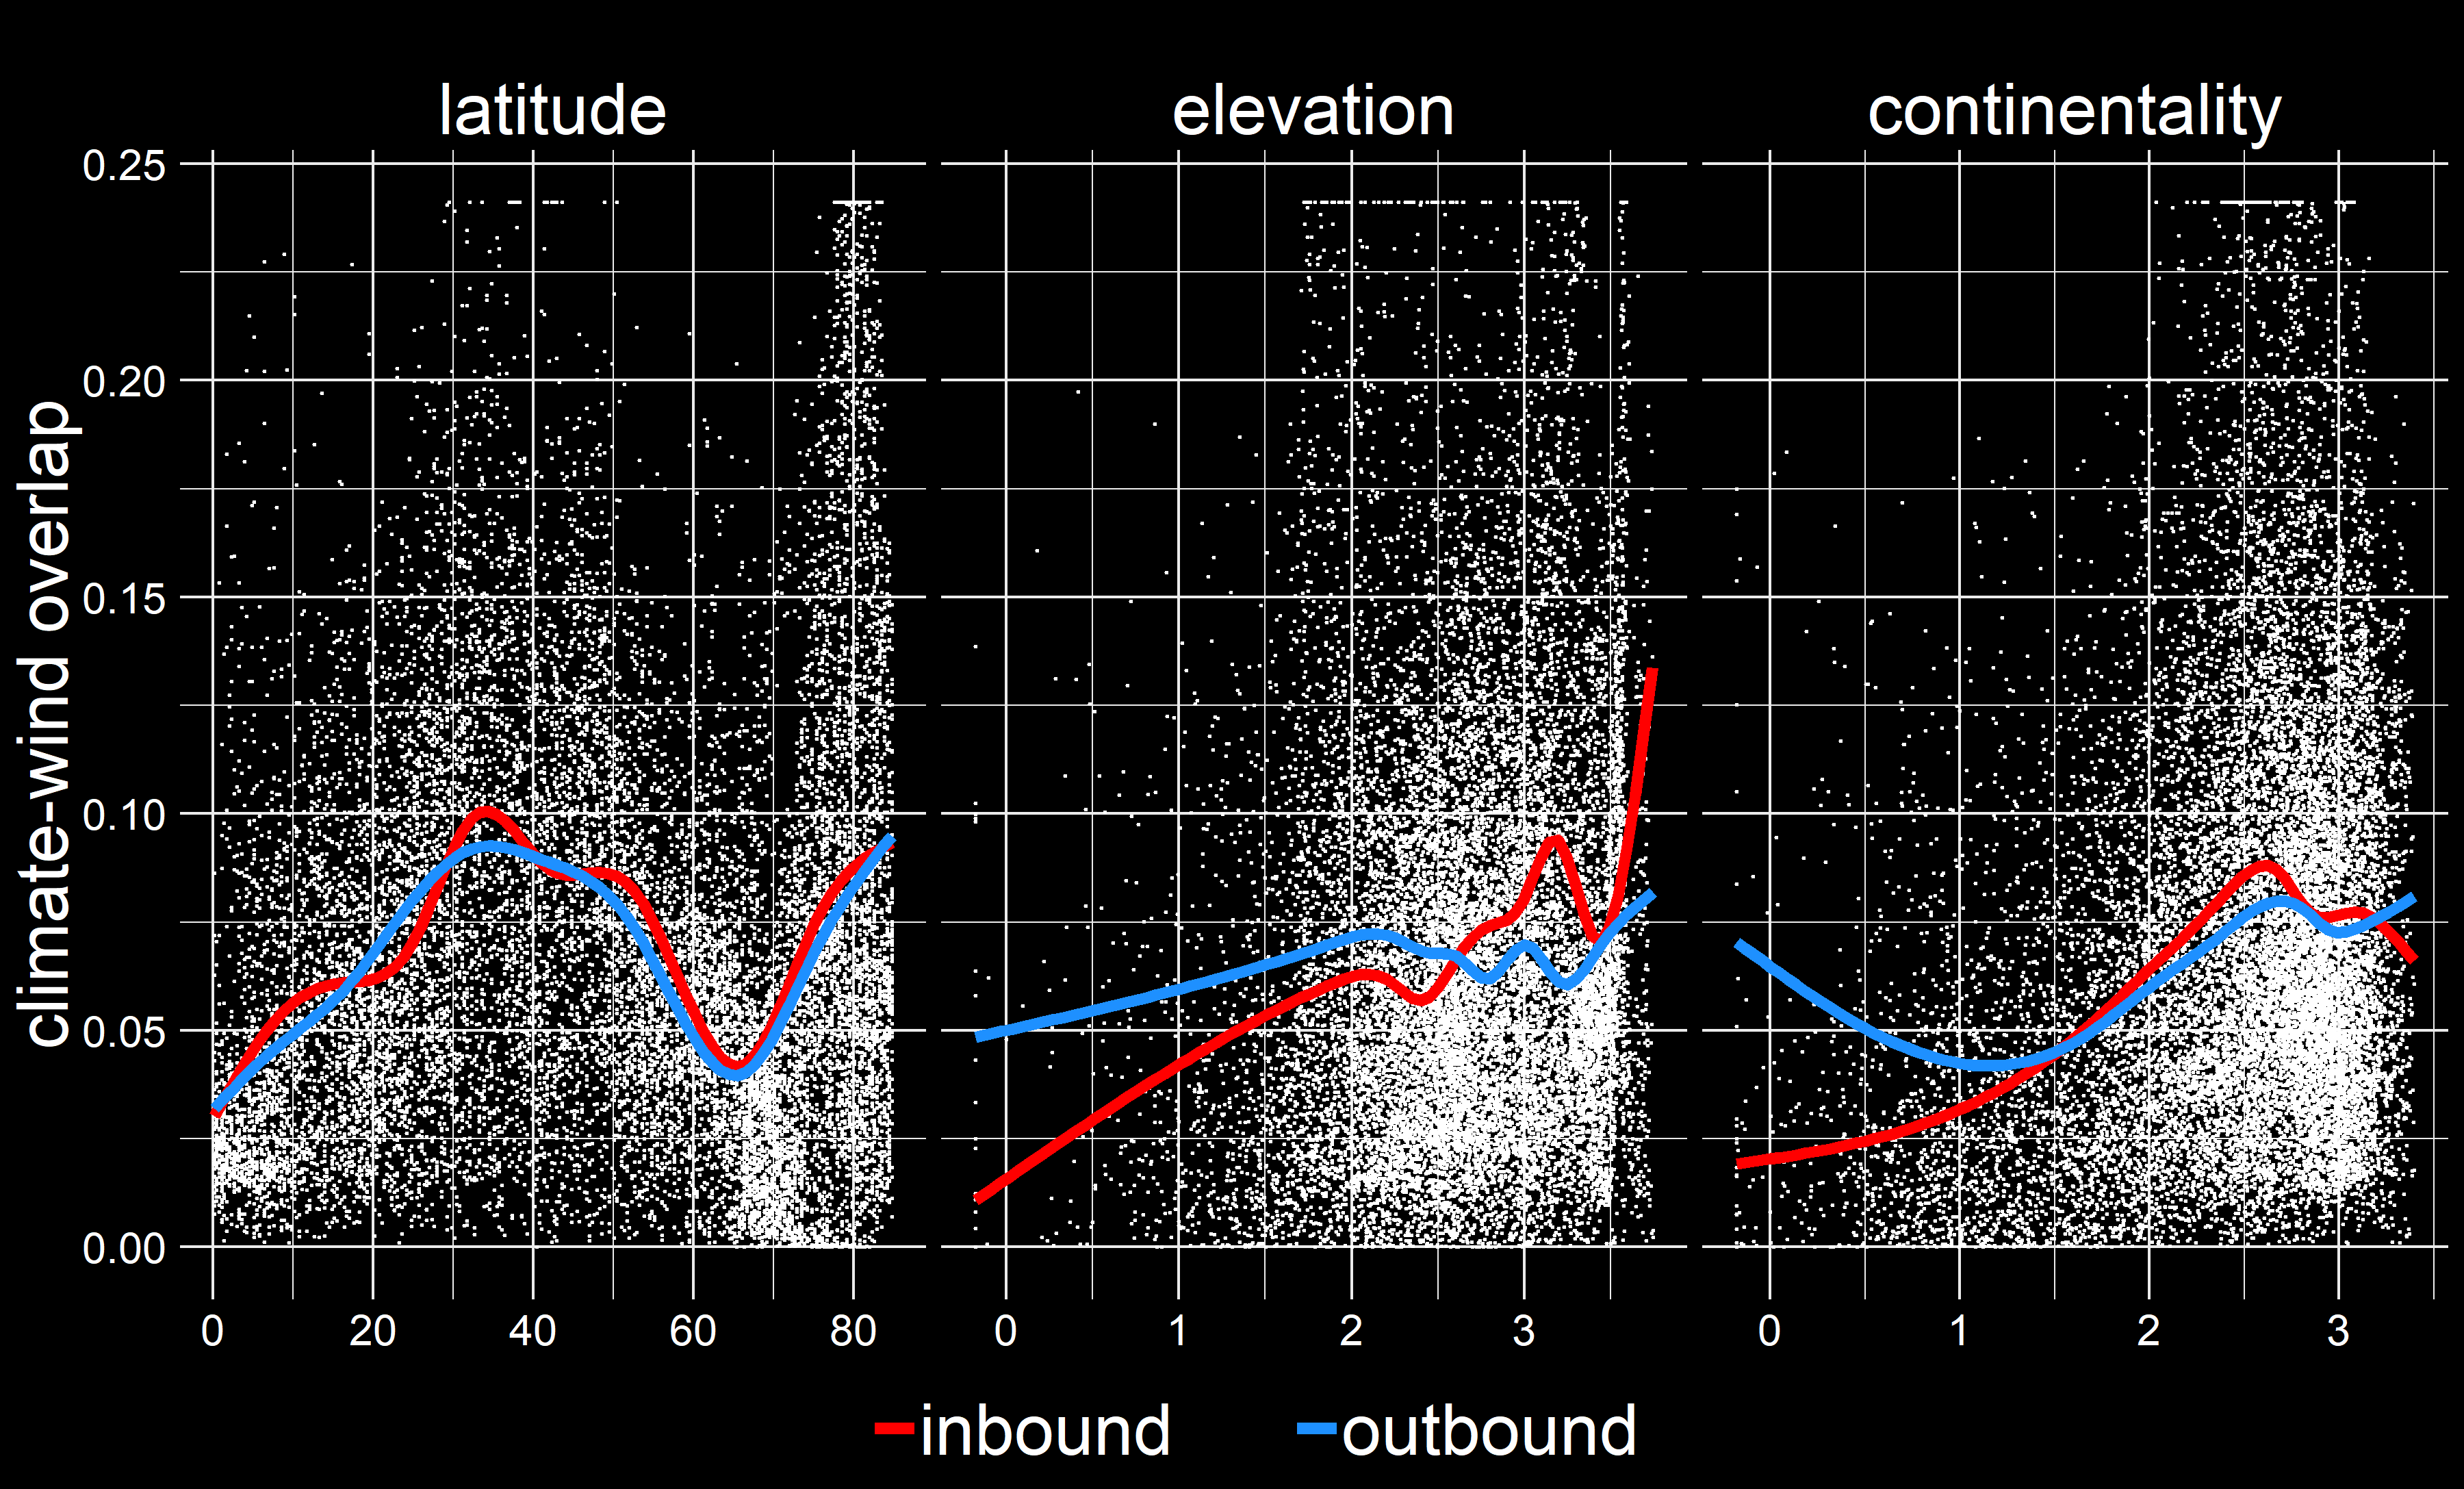 latitude elevation continentality
climate-wind overlap
0.25
0.20
0.15
0.10
0.05
0.00
0 20 40 60 80 0 1 2 3 0 1 2 3
inbound outbound